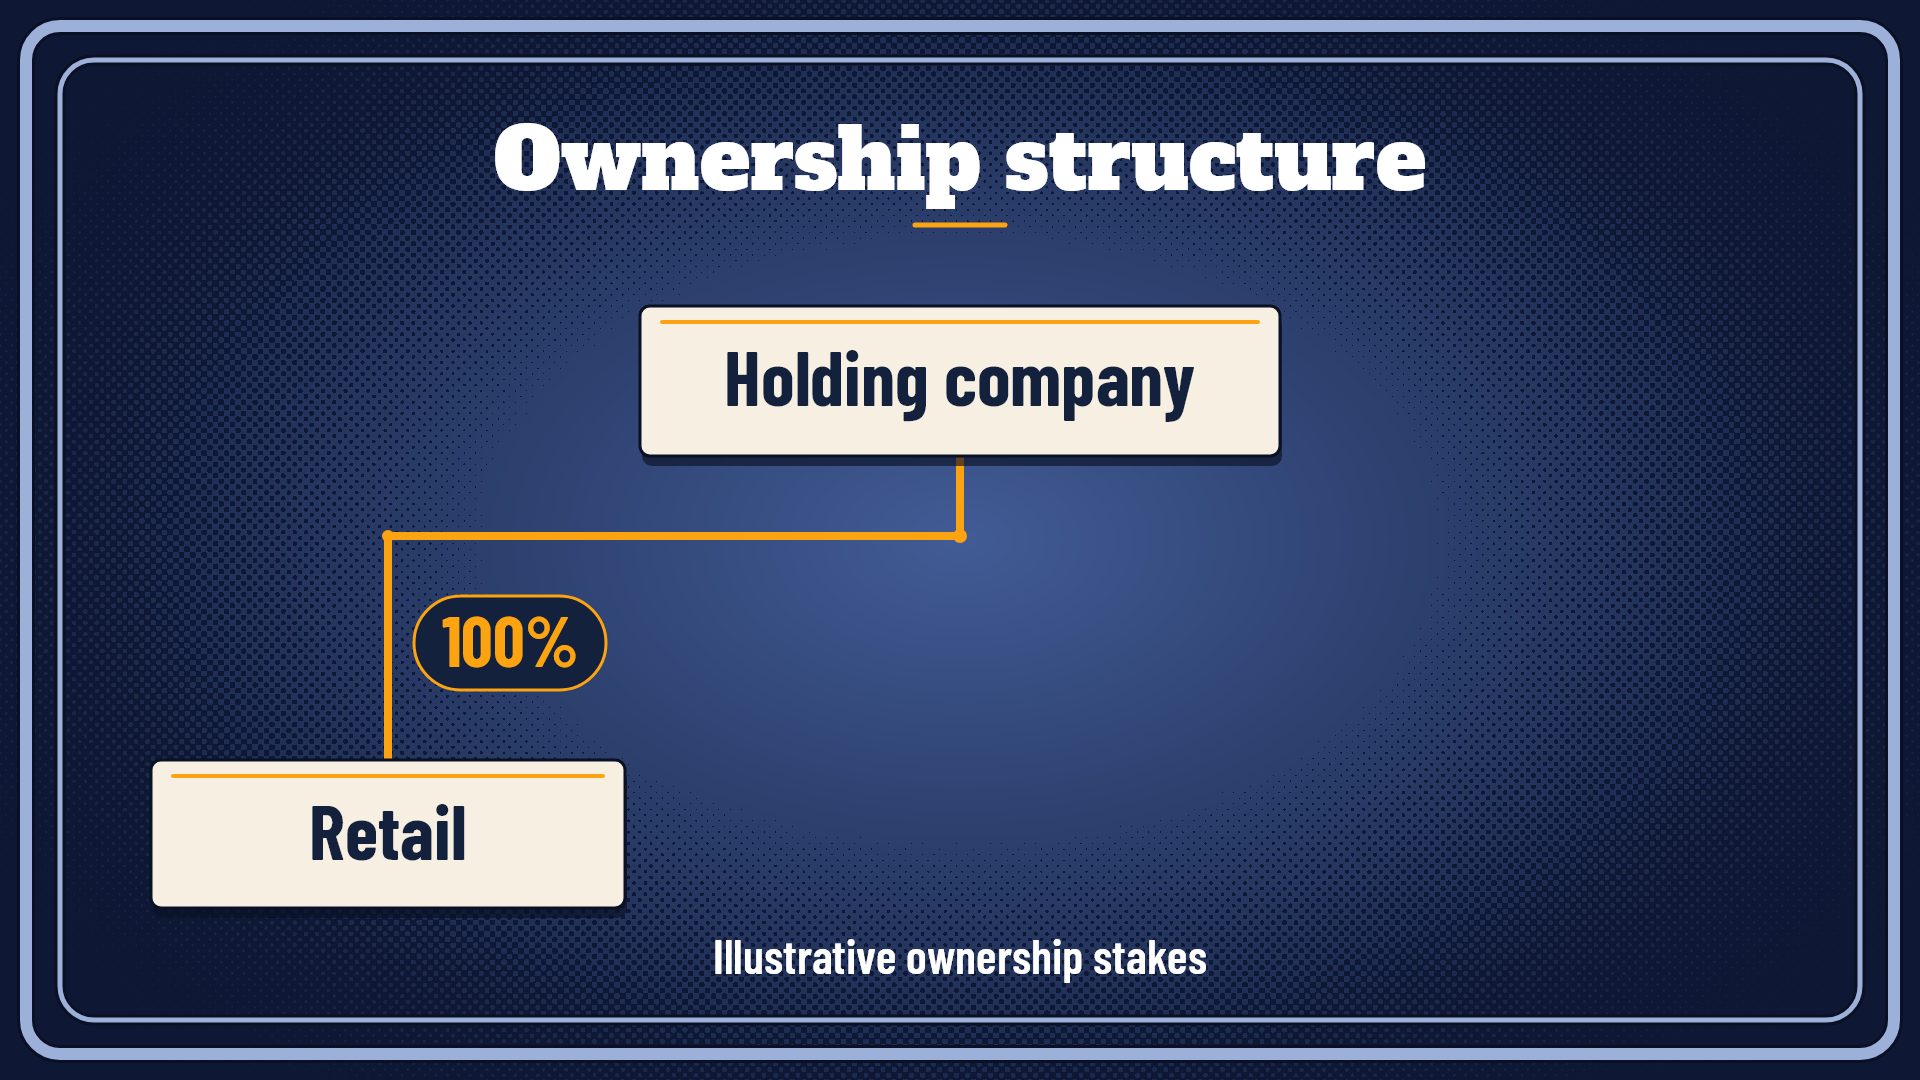 Ownership structure
Holding company
100%
Retail
Illustrative ownership stakes